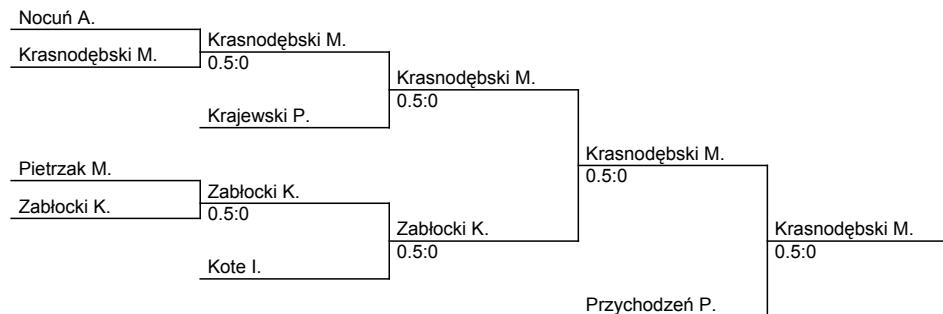 Nocuń A.
Krasnodębski M.
Krasnodębski M.
0.5:0
Krasnodębski M.
0.5:0
Krajewski P.
Krasnodębski M.
0.5:0
Pietrzak M.
Zabłocki K.
Zabłocki K.
0.5:0
Zabłocki K.
0.5:0
Krasnodębski M.
0.5:0
Kote I.
Przychodzeń P.